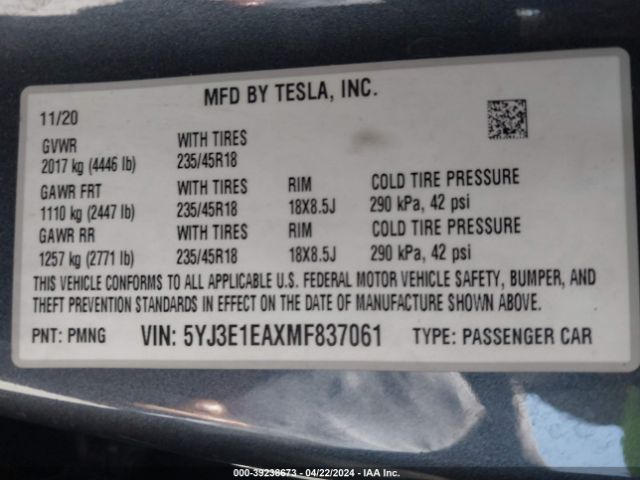 MFD BY TESLA, INC.
11/20
GVWR WITH TIRES
2017 kg (4446 lb) 235/45R18
GAWR FRT WITH TIRES RIM COLD TIRE PRESSURE
1110 kg (2447 lb) 235/45R18 18X8.5J 290 kPa, 42 psi
GAWR RR WITH TIRES RIM COLD TIRE PRESSURE
1257 kg (2771 lb) 235/45R18 18X8.5J 290 kPa, 42 psi
THIS VEHICLE CONFORMS TO ALL APPLICABLE U.S. FEDERAL MOTOR VEHICLE SAFETY, BUMPER, AND
THEFT PREVENTION STANDARDS IN EFFECT ON THE DATE OF MANUFACTURE SHOWN ABOVE.
PNT: PMNG VIN: 5YJ3E1EAXMF837061 TYPE: PASSENGER CAR
000-39238673 - 04/22/2024 - IAA Inc.